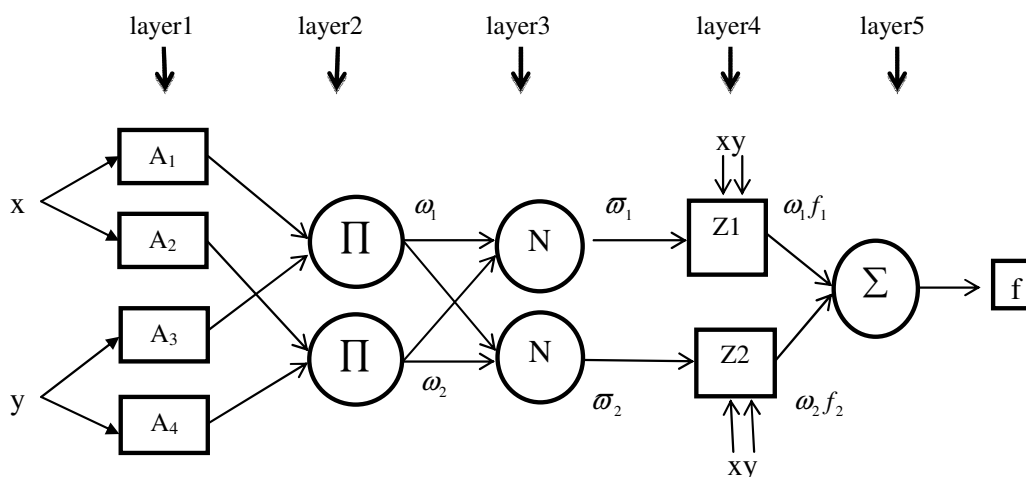 layer1 layer2 layer3 layer4 layer5
x
y
A₁
A₂
A₃
A₄
∏
∏
ω₁
ω₂
N
N
ϖ₁
ϖ₂
xy
Z1
Z2
xy
ω₁f₁
ω₂f₂
Σ
f